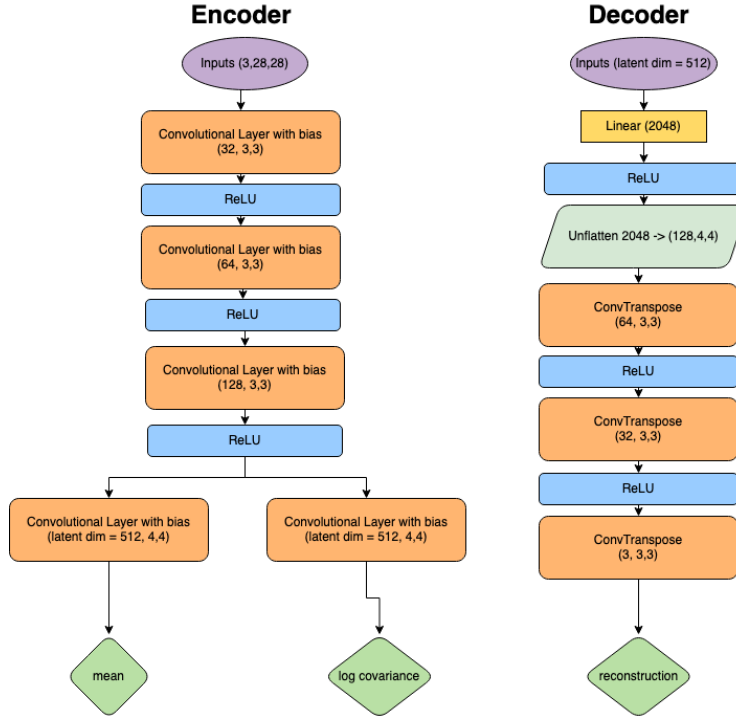 Encoder
Inputs (3,28,28)
Convolutional Layer with bias
(32, 3,3)
ReLU
Convolutional Layer with bias
(64, 3,3)
ReLU
Convolutional Layer with bias
(128, 3,3)
ReLU
Convolutional Layer with bias
(latent dim = 512, 4,4)
Convolutional Layer with bias
(latent dim = 512, 4,4)
mean
log covariance
Decoder
Inputs (latent dim = 512)
Linear (2048)
ReLU
Unflatten 2048 -> (128,4,4)
ConvTranspose
(64, 3,3)
ReLU
ConvTranspose
(32, 3,3)
ReLU
ConvTranspose
(3, 3,3)
reconstruction